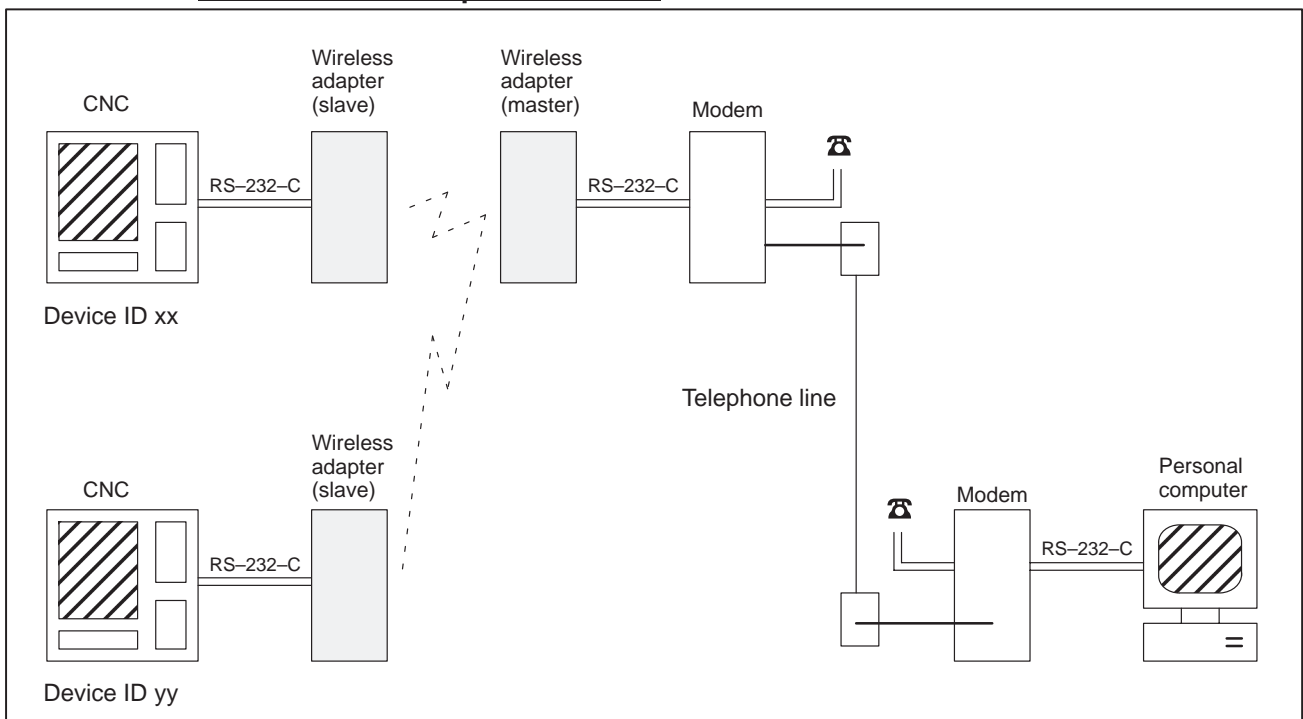 Wireless
adapter
(slave)
Wireless
adapter
(master)
CNC
Modem
RS–232–C
RS–232–C
Device ID xx
Telephone line
Wireless
adapter
(slave)
CNC
Modem
Personal
computer
RS–232–C
RS–232–C
Device ID yy